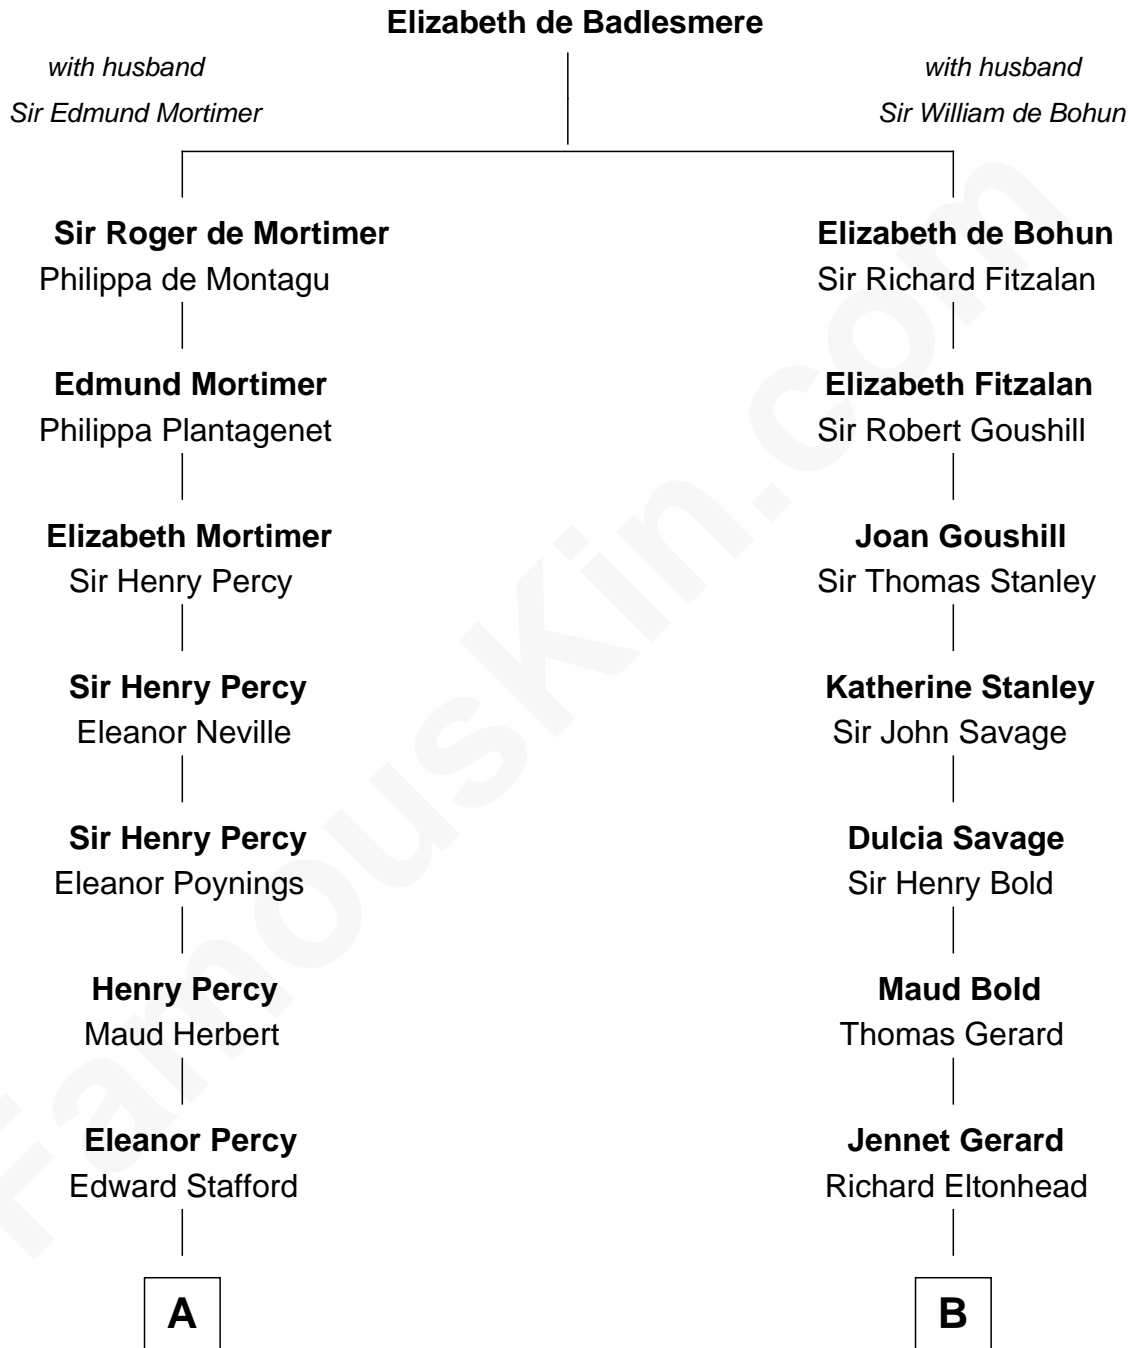 Elizabeth de Badlesmere
with husband
Sir Edmund Mortimer
with husband
Sir William de Bohun
Sir Roger de Mortimer
Philippa de Montagu
Elizabeth de Bohun
Sir Richard Fitzalan
Edmund Mortimer
Philippa Plantagenet
Elizabeth Fitzalan
Sir Robert Goushill
Elizabeth Mortimer
Sir Henry Percy
Joan Goushill
Sir Thomas Stanley
Sir Henry Percy
Eleanor Neville
Katherine Stanley
Sir John Savage
Sir Henry Percy
Eleanor Poynings
Dulcia Savage
Sir Henry Bold
Henry Percy
Maud Herbert
Maud Bold
Thomas Gerard
Eleanor Percy
Edward Stafford
Jennet Gerard
Richard Eltonhead
A
B
FamousKin.com